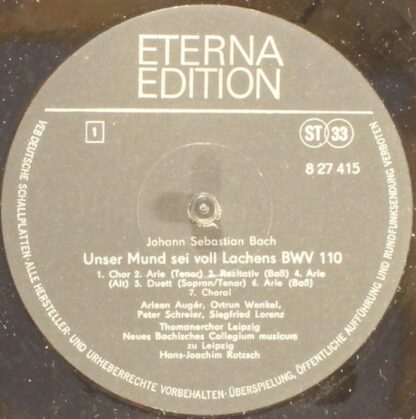 ETERNA
EDITION
1
ST 33
8 27 415
Johann Sebastian Bach
Unser Mund sei voll Lachens BWV 110
1. Chor 2. Arie (Tenor) 3. Rezitativ (Baß) 4. Arie
(Alt) 5. Duett (Sopran/Tenor) 6. Arie (Baß)
7. Choral
Arleen Augér, Ortrun Wenkel,
Peter Schreier, Siegfried Lorenz
Thomanerchor Leipzig
Neues Bachisches Collegium musicum
zu Leipzig
Hans-Joachim Rotzsch
VEB DEUTSCHE SCHALLPLATTEN·ALLE HERSTELLER- UND URHEBERRECHTE VORBEHALTEN·ÜBERSPIELUNG, ÖFFENTLICHE AUFFÜHRUNG UND RUNDFUNKSENDUNG VERBOTEN